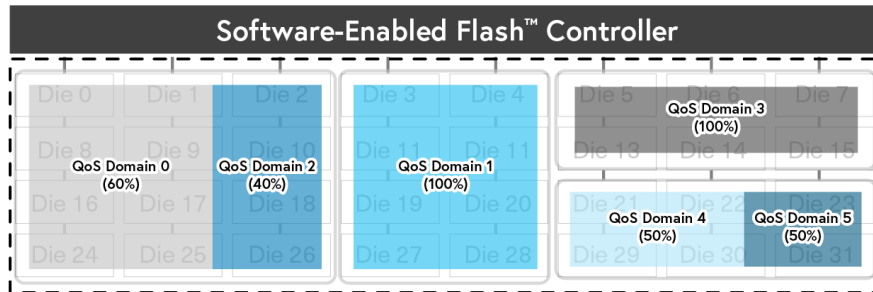 Software-Enabled Flash™ Controller
Die 0 Die 1 Die 2 Die 3 Die 4 Die 5 Die 6 Die 7
QoS Domain 3
(100%)
Die 8 Die 9 Die 10 Die 11 Die 11 Die 13 Die 14 Die 15
QoS Domain 0
(60%)
QoS Domain 2
(40%)
QoS Domain 1
(100%)
Die 16 Die 17 Die 18 Die 19 Die 20 Die 21 Die 22 Die 23
QoS Domain 4
(50%)
QoS Domain 5
(50%)
Die 24 Die 25 Die 26 Die 27 Die 28 Die 29 Die 30 Die 31